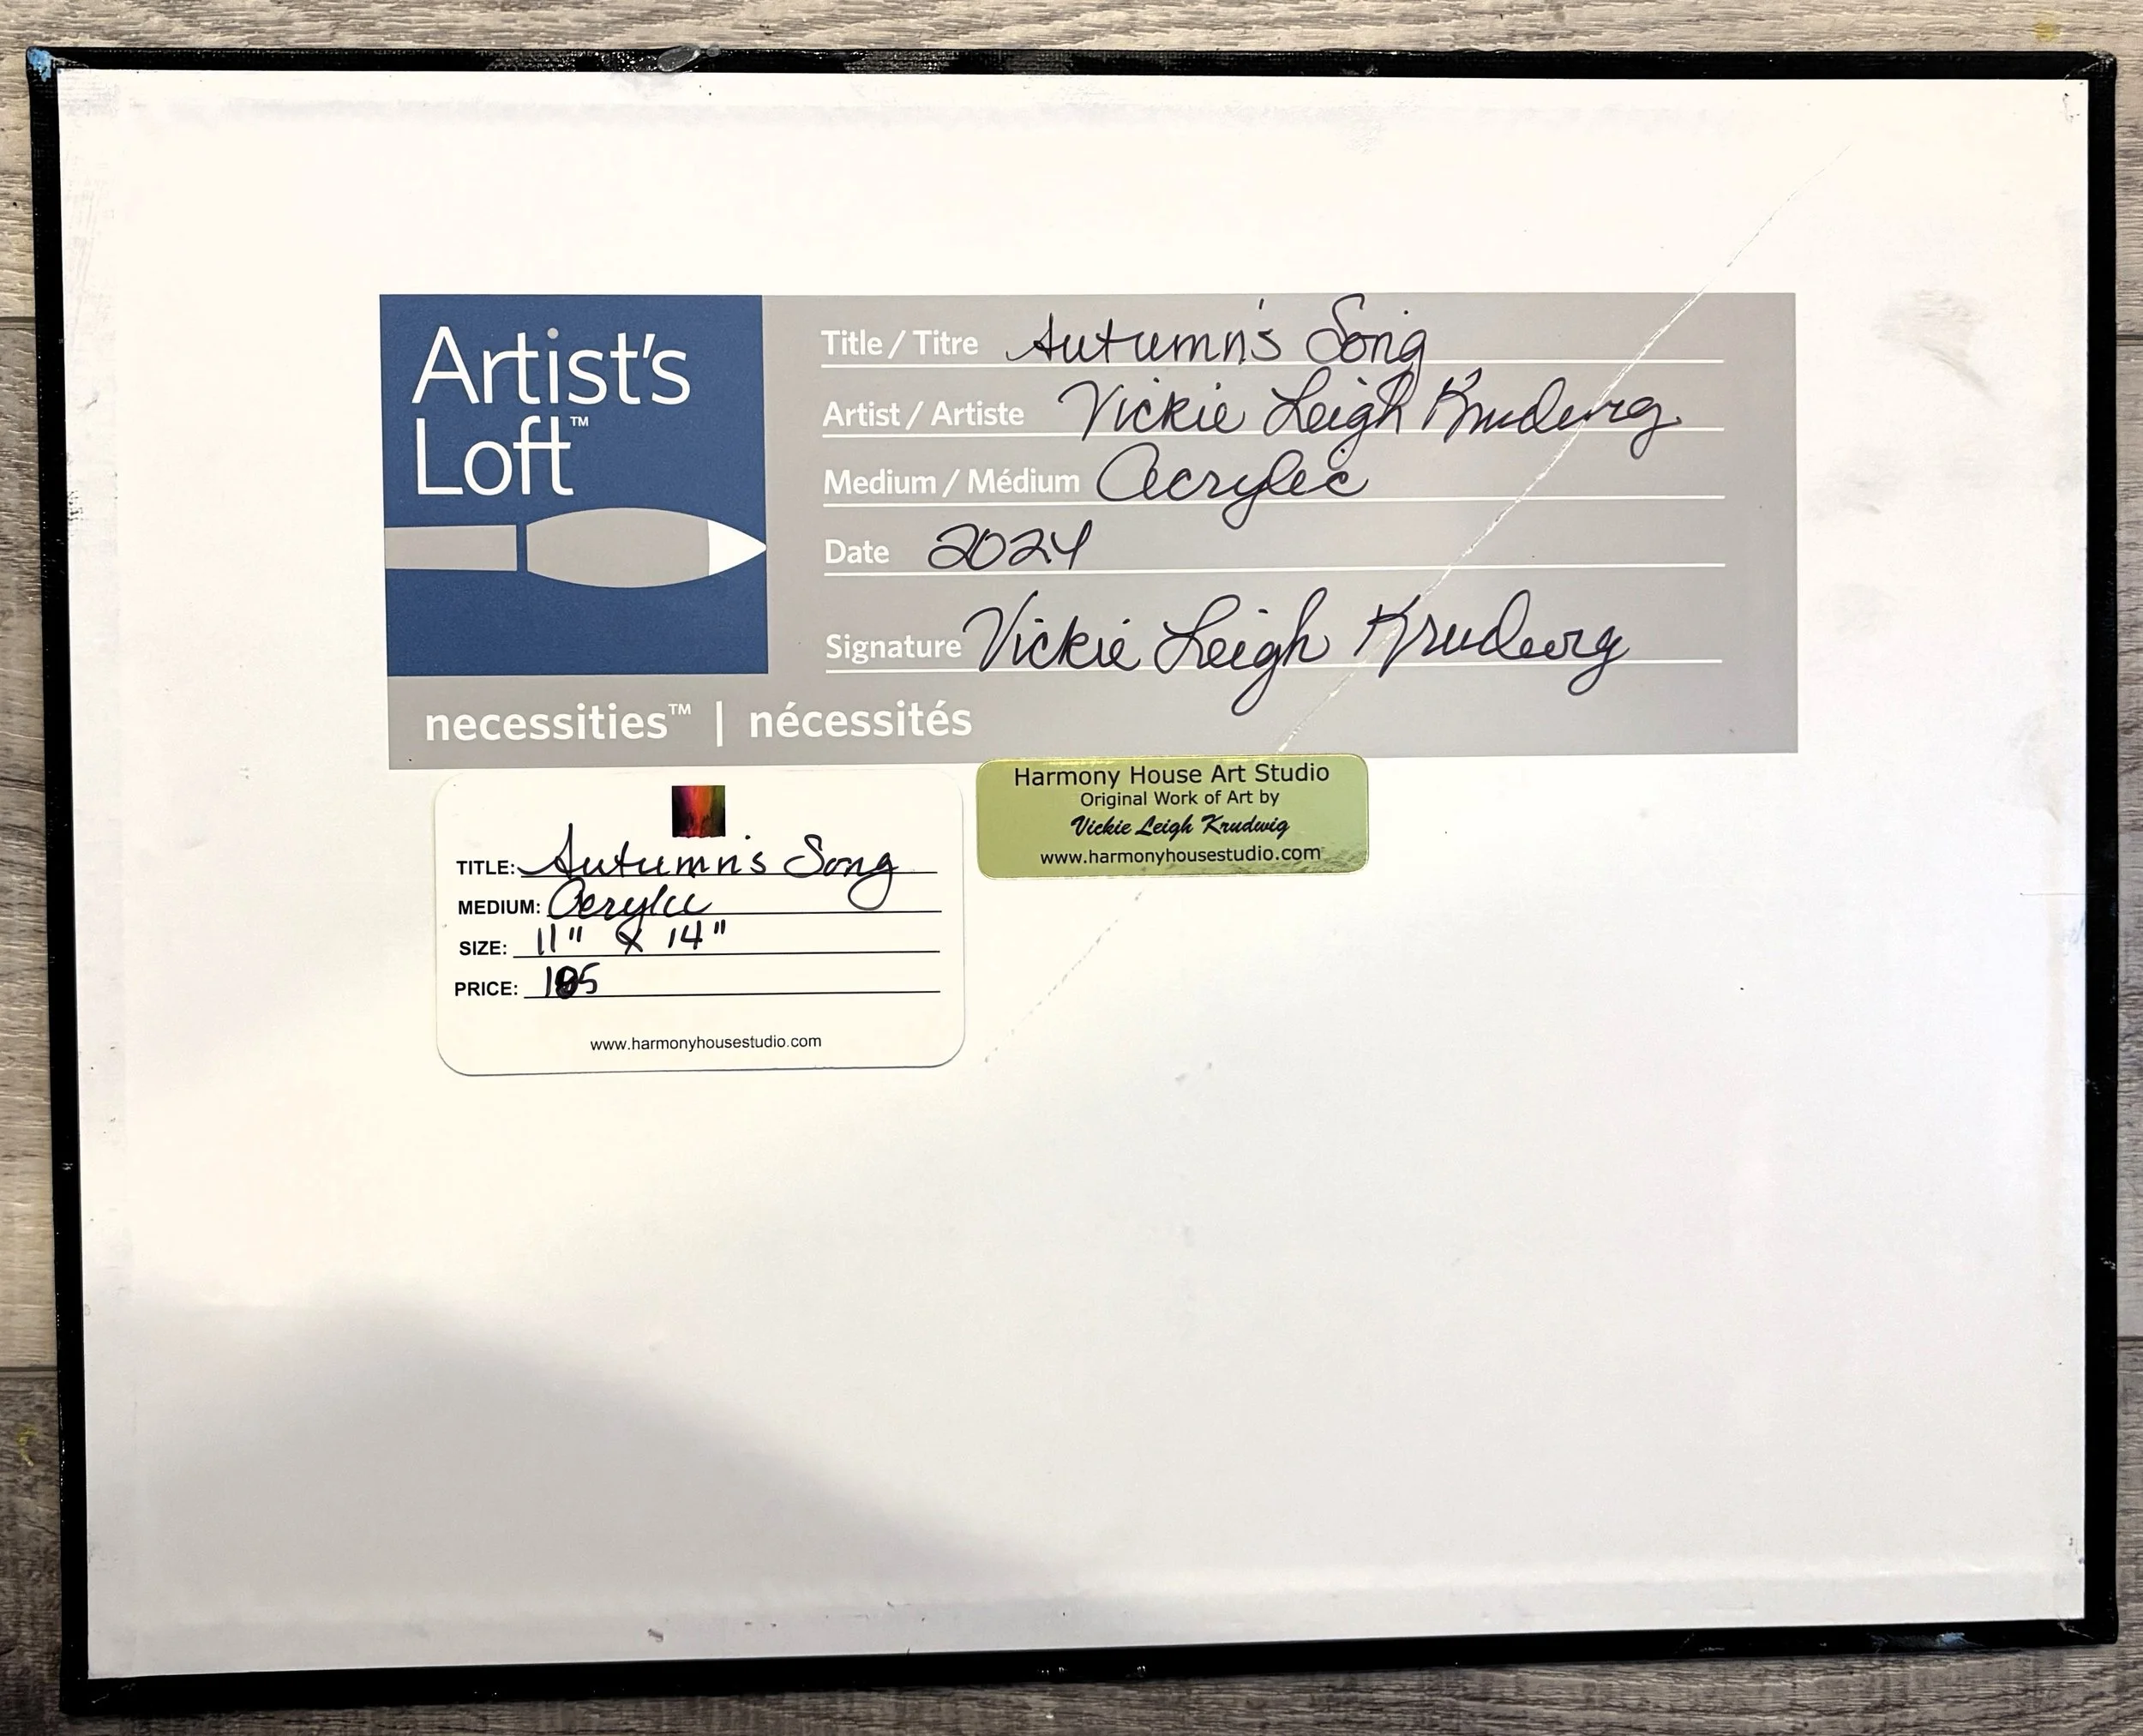 Artist's
Loft™
Title / Titre Autumn's Song
Artist / Artiste Vickie Leigh Krudwig
Medium / Médium Acrylic
Date 2024
Signature Vickie Leigh Krudwig
necessities™ | nécessités
Harmony House Art Studio
Original Work of Art by
Vickie Leigh Krudwig
www.harmonyhousestudio.com
TITLE: Autumn's Song
MEDIUM: Acrylic
SIZE: 11" x 14"
PRICE:
www.harmonyhousestudio.com